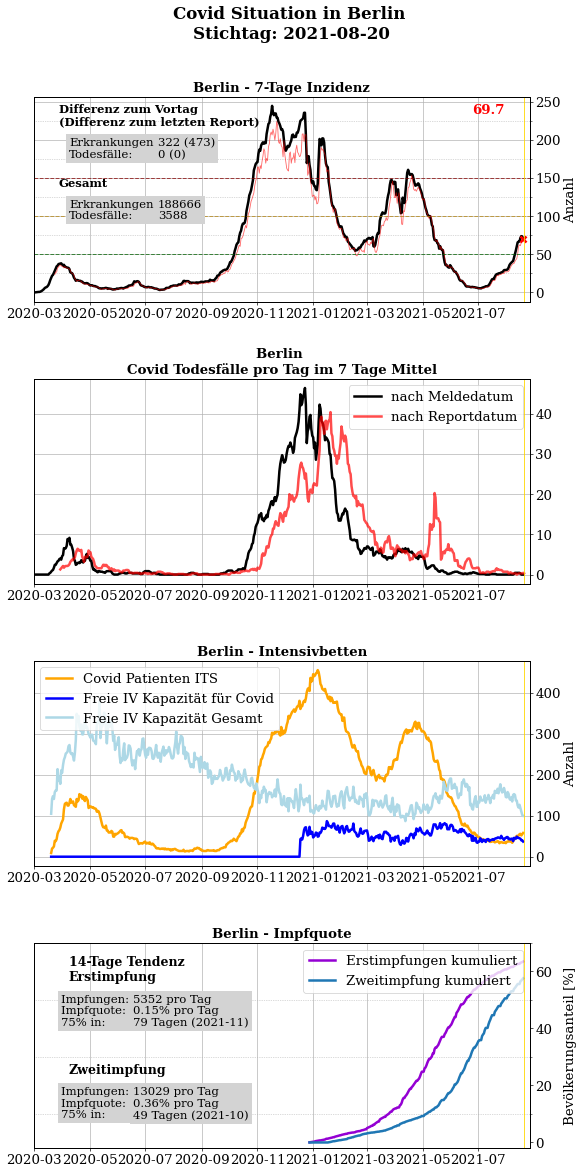 Covid Situation in Berlin
Stichtag: 2021-08-20
Berlin - 7-Tage Inzidenz
Differenz zum Vortag
(Differenz zum letzten Report)
Erkrankungen 322 (473)
Todesfälle: 0 (0)
Gesamt
Erkrankungen 188666
Todesfälle: 3588
69.7
250
200
150
100
50
0
Anzahl
2020-03 2020-05 2020-07 2020-09 2020-11 2021-01 2021-03 2021-05 2021-07
Berlin
Covid Todesfälle pro Tag im 7 Tage Mittel
nach Meldedatum
nach Reportdatum
40
30
20
10
0
2020-03 2020-05 2020-07 2020-09 2020-11 2021-01 2021-03 2021-05 2021-07
Berlin - Intensivbetten
Covid Patienten ITS
Freie IV Kapazität für Covid
Freie IV Kapazität Gesamt
400
300
200
100
0
Anzahl
2020-03 2020-05 2020-07 2020-09 2020-11 2021-01 2021-03 2021-05 2021-07
Berlin - Impfquote
14-Tage Tendenz
Erstimpfung
Impfungen: 5352 pro Tag
Impfquote: 0.15% pro Tag
75% in: 79 Tagen (2021-11)
Zweitimpfung
Impfungen: 13029 pro Tag
Impfquote: 0.36% pro Tag
75% in: 49 Tagen (2021-10)
Erstimpfungen kumuliert
Zweitimpfung kumuliert
60
40
20
0
Bevölkerungsanteil [%]
2020-03 2020-05 2020-07 2020-09 2020-11 2021-01 2021-03 2021-05 2021-07